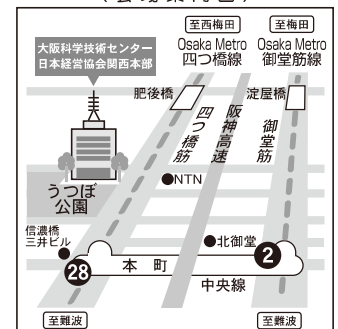 (会場案内図)
至西梅田
至梅田
大阪科学技術センター
日本経営協会関西本部
Osaka Metro
四つ橋線
Osaka Metro
御堂筋線
肥後橋
淀屋橋
四つ橋筋
阪神高速
御堂筋
うつぼ
公園
●NTN
信濃橋
三井ビル
●北御堂
28
本町
2
中央線
至難波
至難波